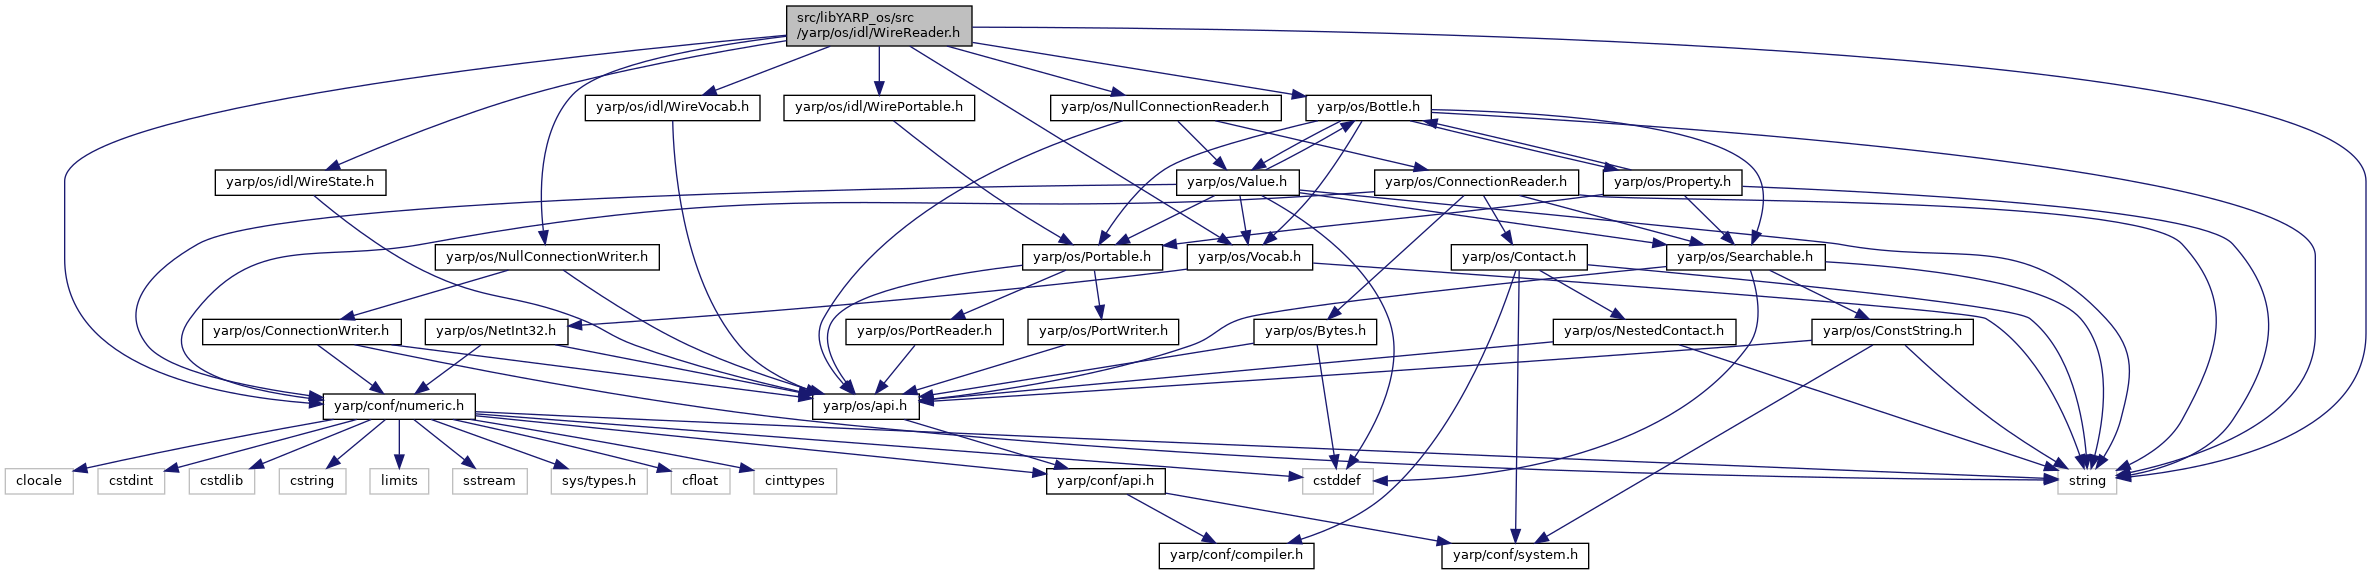 src/libYARP_os/src
/yarp/os/idl/WireReader.h
yarp/os/idl/WireVocab.h
yarp/os/idl/WirePortable.h
yarp/os/NullConnectionReader.h
yarp/os/Bottle.h
yarp/os/idl/WireState.h
yarp/os/Value.h
yarp/os/ConnectionReader.h
yarp/os/Property.h
yarp/os/NullConnectionWriter.h
yarp/os/Portable.h
yarp/os/Vocab.h
yarp/os/Contact.h
yarp/os/Searchable.h
yarp/os/ConnectionWriter.h
yarp/os/NetInt32.h
yarp/os/PortReader.h
yarp/os/PortWriter.h
yarp/os/Bytes.h
yarp/os/NestedContact.h
yarp/os/ConstString.h
yarp/conf/numeric.h
yarp/os/api.h
clocale
cstdint
cstdlib
cstring
limits
sstream
sys/types.h
cfloat
cinttypes
yarp/conf/api.h
cstddef
string
yarp/conf/compiler.h
yarp/conf/system.h